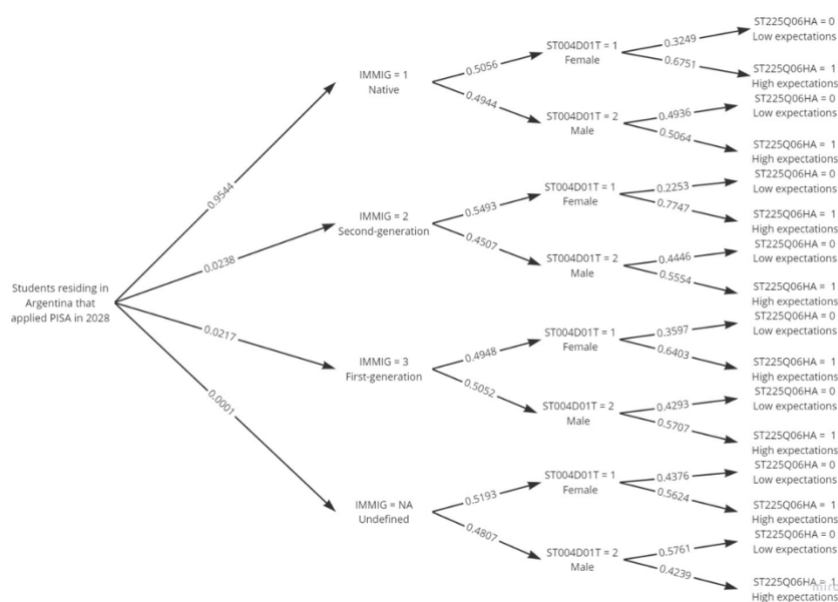 Students residing in
Argentina that
applied PISA in 2028
0.9544
0.0238
0.0217
0.0001
IMMIG = 1
Native
0.5056
0.4944
ST004D01T = 1
Female
0.3249
0.6751
ST225Q06HA = 0
Low expectations
ST225Q06HA = 1
High expectations
ST004D01T = 2
Male
0.4936
0.5064
ST225Q06HA = 0
Low expectations
ST225Q06HA = 1
High expectations
IMMIG = 2
Second-generation
0.5493
0.4507
ST004D01T = 1
Female
0.2253
0.7747
ST225Q06HA = 0
Low expectations
ST225Q06HA = 1
High expectations
ST004D01T = 2
Male
0.4446
0.5554
ST225Q06HA = 0
Low expectations
ST225Q06HA = 1
High expectations
IMMIG = 3
First-generation
0.4948
0.5052
ST004D01T = 1
Female
0.3597
0.6403
ST225Q06HA = 0
Low expectations
ST225Q06HA = 1
High expectations
ST004D01T = 2
Male
0.4293
0.5707
ST225Q06HA = 0
Low expectations
ST225Q06HA = 1
High expectations
IMMIG = NA
Undefined
0.5193
0.4807
ST004D01T = 1
Female
0.4376
0.5624
ST225Q06HA = 0
Low expectations
ST225Q06HA = 1
High expectations
ST004D01T = 2
Male
0.5761
0.4239
ST225Q06HA = 0
Low expectations
ST225Q06HA = 1
High expectations